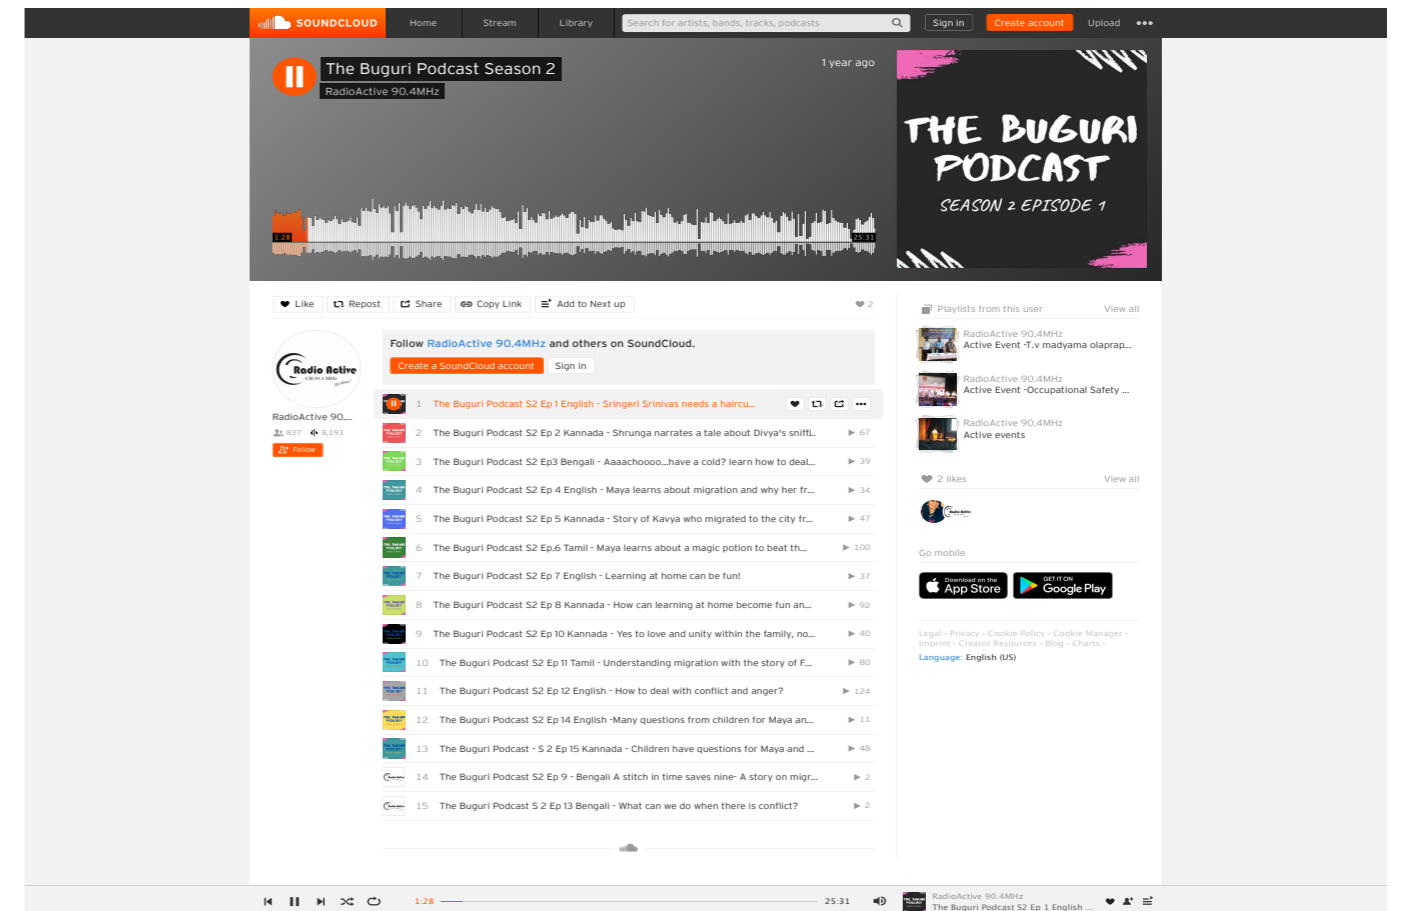 SOUNDCLOUD
Home
Stream
Library
Search for artists, bands, tracks, podcasts
Sign in
Create account
Upload
The Buguri Podcast Season 2
RadioActive 90.4MHz
1 year ago
THE BUGURI
PODCAST
SEASON 2 EPISODE 1
1:28
25:31
Like
Repost
Share
Copy Link
Add to Next up
2
Radio Active
RadioActive 90....
837 8,193
Follow
Follow RadioActive 90.4MHz and others on SoundCloud.
Create a SoundCloud account
Sign in
1 The Buguri Podcast S2 Ep 1 English - Sringeri Srinivas needs a haircu...
2 The Buguri Podcast S2 Ep 2 Kannada - Shrunga narrates a tale about Divya's sniffl... 67
3 The Buguri Podcast S2 Ep3 Bengali - Aaaachoooo...have a cold? learn how to deal... 39
4 The Buguri Podcast S2 Ep 4 English - Maya learns about migration and why her fr... 34
5 The Buguri Podcast S2 Ep 5 Kannada - Story of Kavya who migrated to the city fr... 47
6 The Buguri Podcast S2 Ep.6 Tamil - Maya learns about a magic potion to beat th... 100
7 The Buguri Podcast S2 Ep 7 English - Learning at home can be fun! 37
8 The Buguri Podcast S2 Ep 8 Kannada - How can learning at home become fun an... 92
9 The Buguri Podcast S2 Ep 10 Kannada - Yes to love and unity within the family, no... 40
10 The Buguri Podcast S2 Ep 11 Tamil - Understanding migration with the story of F... 80
11 The Buguri Podcast S2 Ep 12 English - How to deal with conflict and anger? 124
12 The Buguri Podcast S2 Ep 14 English -Many questions from children for Maya an... 11
13 The Buguri Podcast - S 2 Ep 15 Kannada - Children have questions for Maya and ... 48
14 The Buguri Podcast S2 Ep 9 - Bengali A stitch in time saves nine- A story on migr... 2
15 The Buguri Podcast S 2 Ep 13 Bengali - What can we do when there is conflict? 2
Playlists from this user
View all
RadioActive 90.4MHz
Active Event -T.v madyama olaprap...
RadioActive 90.4MHz
Active Event -Occupational Safety ...
RadioActive 90.4MHz
Active events
2 likes
View all
Go mobile
Download on the
App Store
GET IT ON
Google Play
Legal - Privacy - Cookie Policy - Cookie Manager -
Imprint - Creator Resources - Blog - Charts -
Language: English (US)
1:28
25:31
RadioActive 90.4MHz
The Buguri Podcast S2 Ep 1 English ...